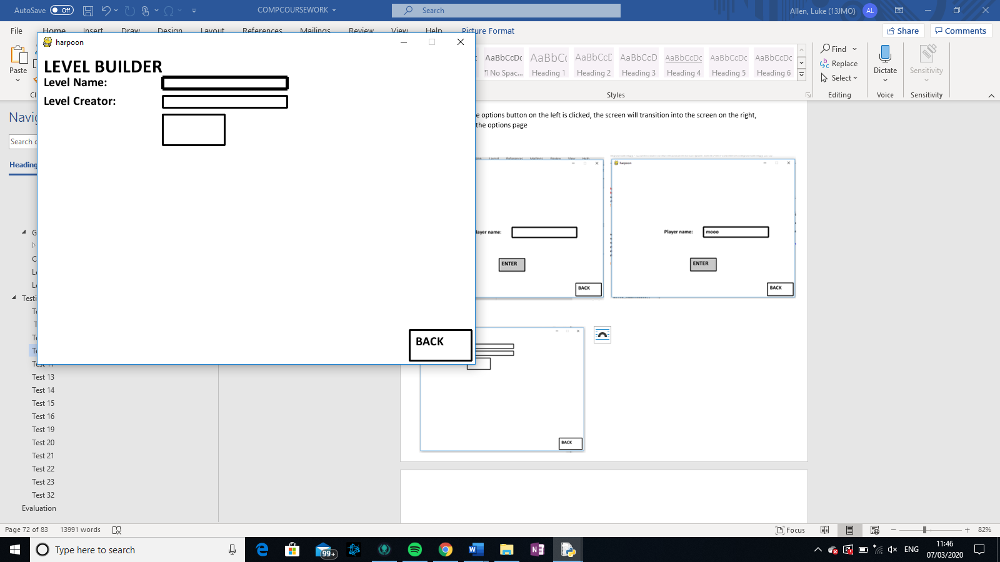 AutoSave Off
COMPCOURSEWORK
Search
Allen, Luke (13JMO) AL
File Home Insert Draw Design Layout References Mailings Review View Help Picture Format
Share Comments
harpoon
Paste
AaBbCcDc AaBbCc AaBbCcD AaBbCcD AaBbCcDc AaBbCcDc AaBbCcDc
¶ No Spac... Heading 1 Heading 2 Heading 3 Heading 4 Heading 5 Heading 6
Find
Replace
Select
Dictate
Sensitivity
Styles Editing Voice Sensitivity
LEVEL BUILDER
Level Name:
Level Creator:
BACK
Search
e options button on the left is clicked, the screen will transition into the screen on the right,
the options page
harpoon
layer name:
ENTER
BACK
Player name: mooo
ENTER
BACK
BACK
Test 13
Test 14
Test 15
Test 16
Test 19
Test 20
Test 21
Test 22
Test 23
Test 32
Evaluation
Page 72 of 83 13991 words
Focus
82%
Type here to search
99+
ENG
11:46
07/03/2020